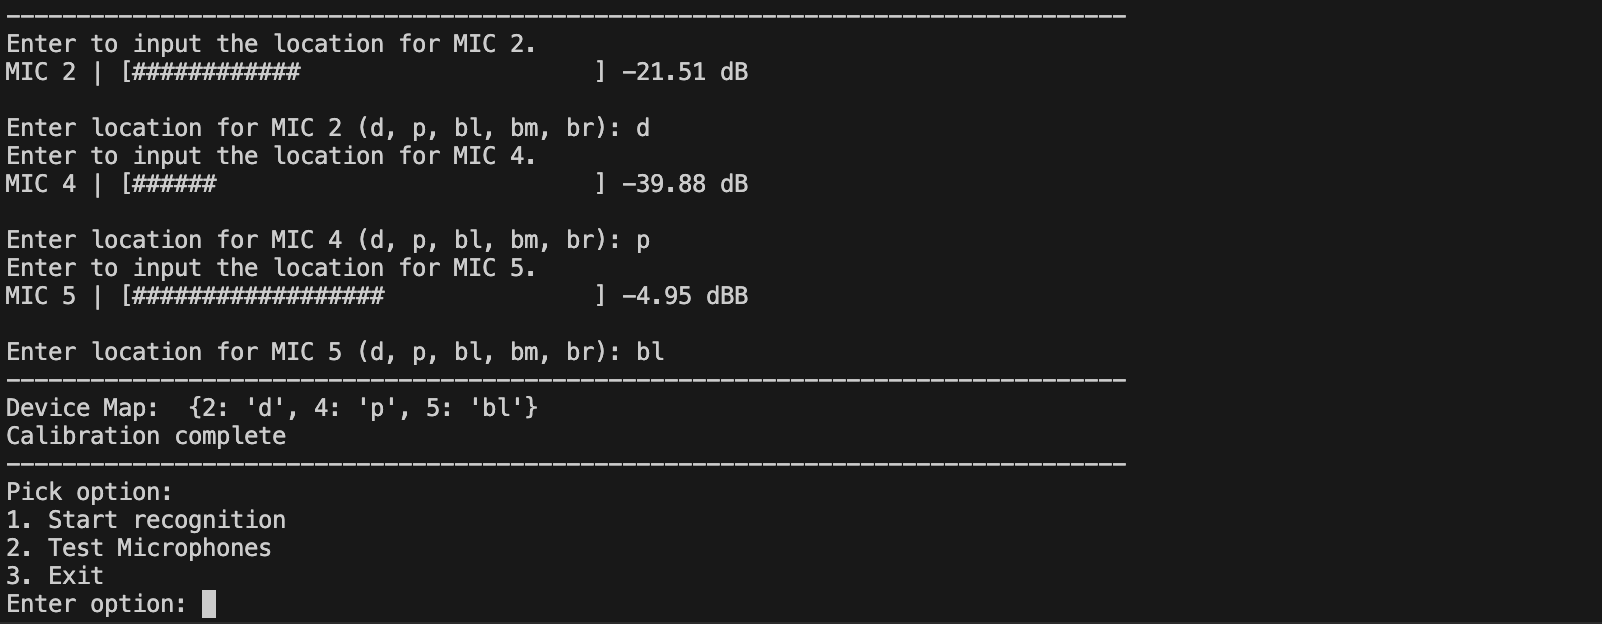 --------------------------------------------------------------------------------
Enter to input the location for MIC 2.
MIC 2 | [############                     ] -21.51 dB
Enter location for MIC 2 (d, p, bl, bm, br): d
Enter to input the location for MIC 4.
MIC 4 | [######                           ] -39.88 dB
Enter location for MIC 4 (d, p, bl, bm, br): p
Enter to input the location for MIC 5.
MIC 5 | [##################               ] -4.95 dBB
Enter location for MIC 5 (d, p, bl, bm, br): bl
--------------------------------------------------------------------------------
Device Map:  {2: 'd', 4: 'p', 5: 'bl'}
Calibration complete
--------------------------------------------------------------------------------
Pick option:
1. Start recognition
2. Test Microphones
3. Exit
Enter option: